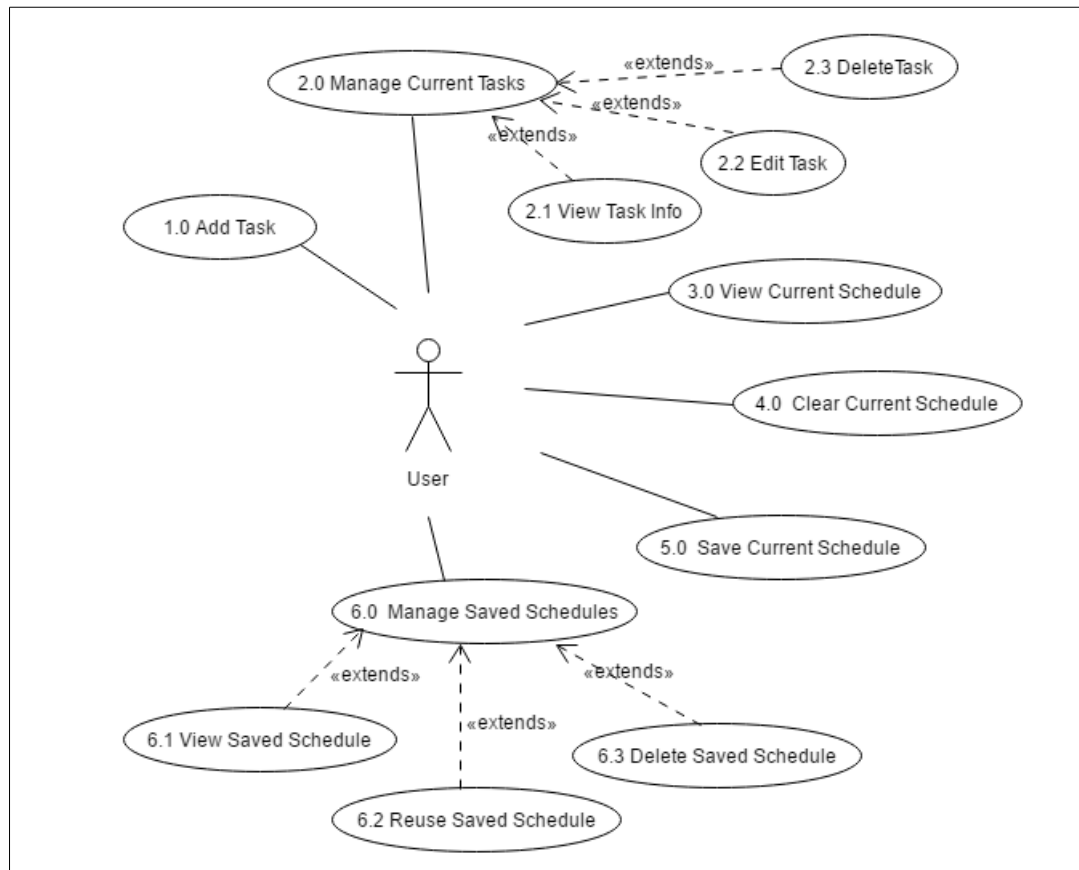 2.0 Manage Current Tasks
«extends»
2.3 DeleteTask
«extends»
«extends»
2.2 Edit Task
2.1 View Task Info
1.0 Add Task
3.0 View Current Schedule
4.0 Clear Current Schedule
User
5.0 Save Current Schedule
6.0 Manage Saved Schedules
«extends»
«extends»
«extends»
6.1 View Saved Schedule
6.3 Delete Saved Schedule
6.2 Reuse Saved Schedule